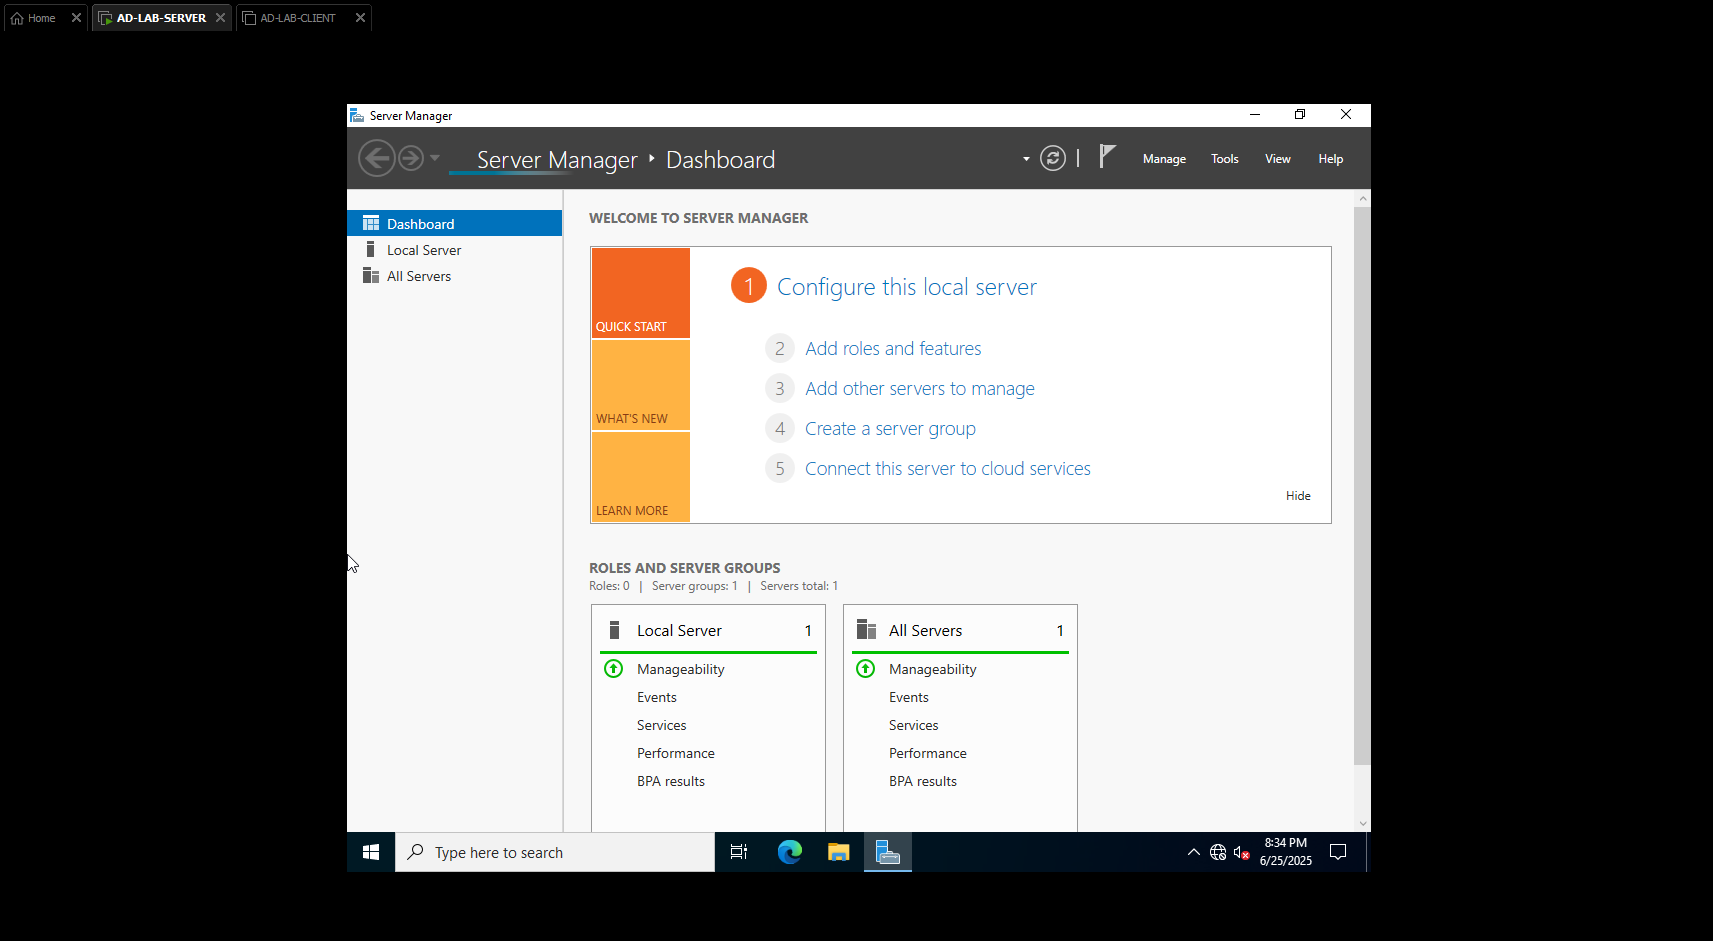 Home
AD-LAB-SERVER
AD-LAB-CLIENT
Server Manager
Server Manager Dashboard
Manage Tools View Help
Dashboard
Local Server
All Servers
WELCOME TO SERVER MANAGER
QUICK START
WHAT'S NEW
LEARN MORE
1 Configure this local server
2 Add roles and features
3 Add other servers to manage
4 Create a server group
5 Connect this server to cloud services
Hide
ROLES AND SERVER GROUPS
Roles: 0 | Server groups: 1 | Servers total: 1
Local Server 1
Manageability
Events
Services
Performance
BPA results
All Servers 1
Manageability
Events
Services
Performance
BPA results
Type here to search
8:34 PM
6/25/2025